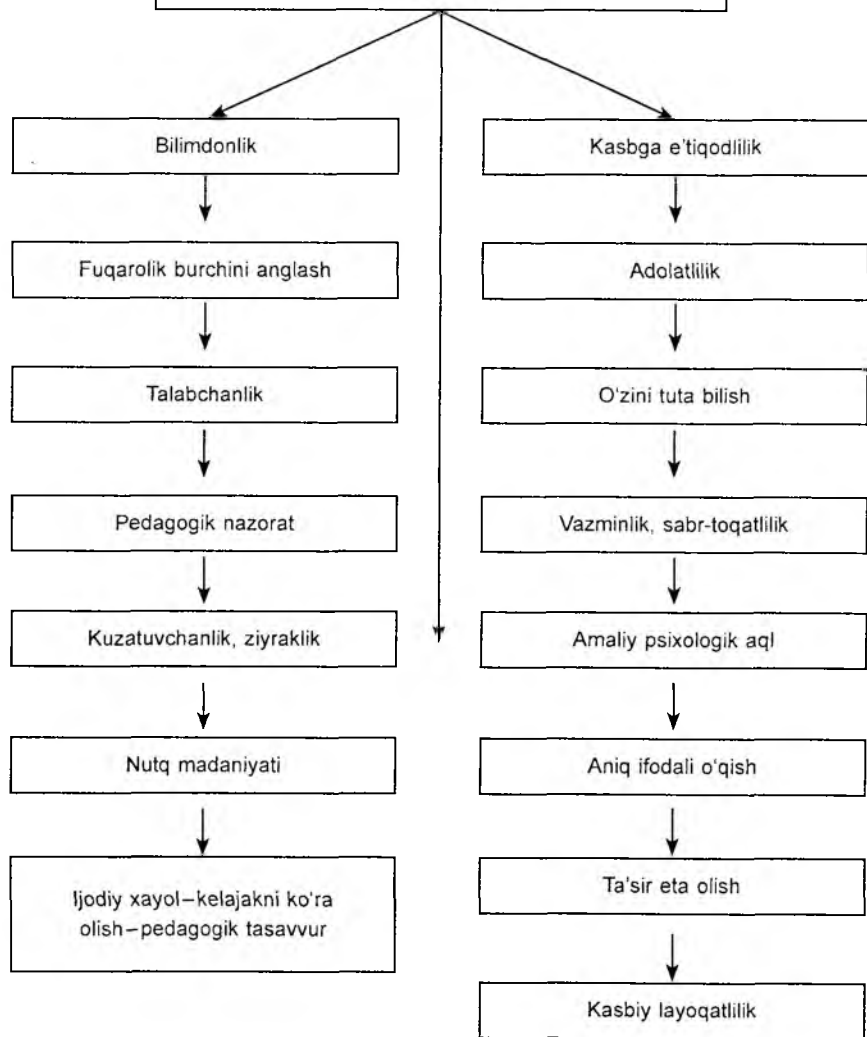 Bilimdonlik
Fuqarolik burchini anglash
Talabchanlik
Pedagogik nazorat
Kuzatuvchanlik, ziyraklik
Nutq madaniyati
Ijodiy xayol–kelajakni ko‘ra
olish–pedagogik tasavvur
Kasbga e'tiqodlilik
Adolatlilik
O‘zini tuta bilish
Vazminlik, sabr-toqatlilik
Amaliy psixologik aql
Aniq ifodali o‘qish
Ta'sir eta olish
Kasbiy layoqatlilik